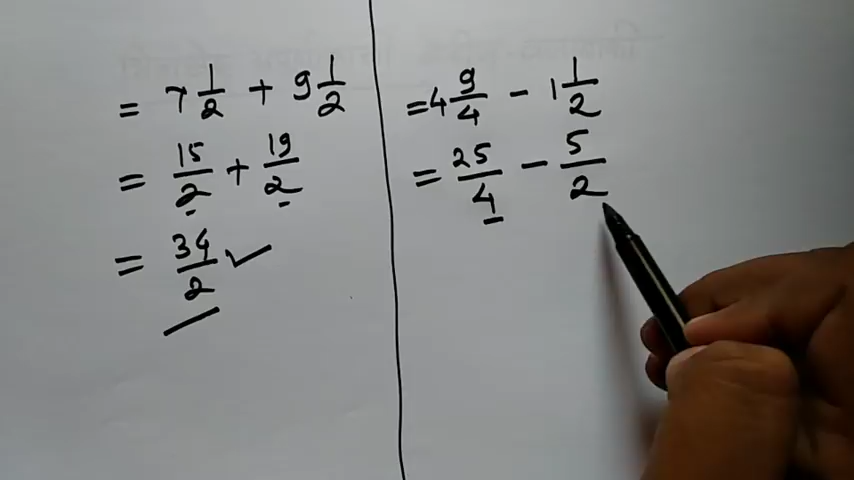 = 7 1/2 + 9 1/2
= 15/2 + 19/2
= 34/2 ✓
= 4 9/4 - 1 1/2
= 25/4 - 5/2